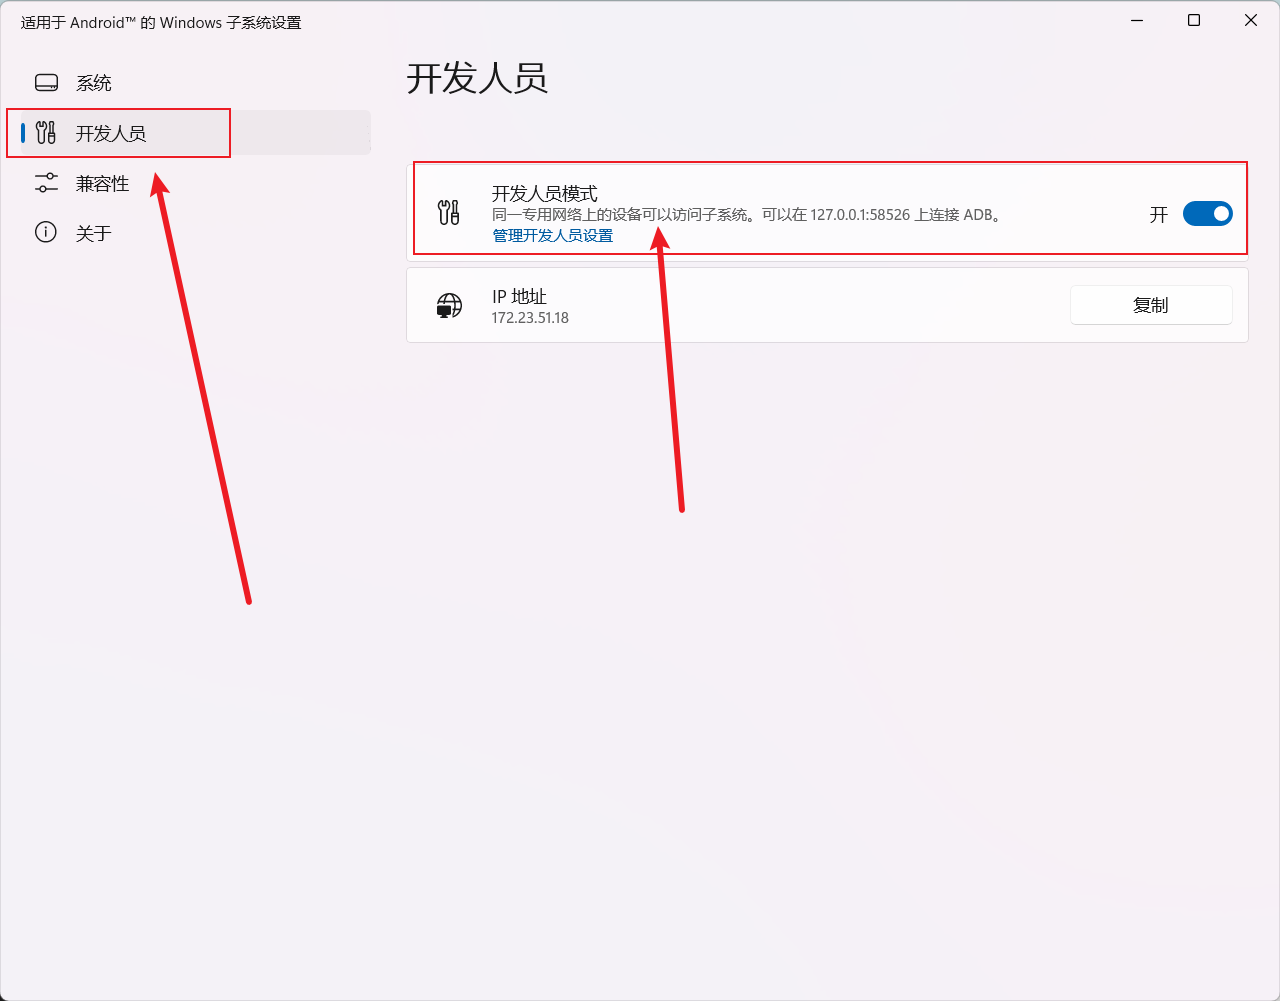 适用于 Android™ 的 Windows 子系统设置
系统
开发人员
兼容性
关于
开发人员
开发人员模式
同一专用网络上的设备可以访问子系统。可以在 127.0.0.1:58526 上连接 ADB。
管理开发人员设置
开
IP 地址
172.23.51.18
复制